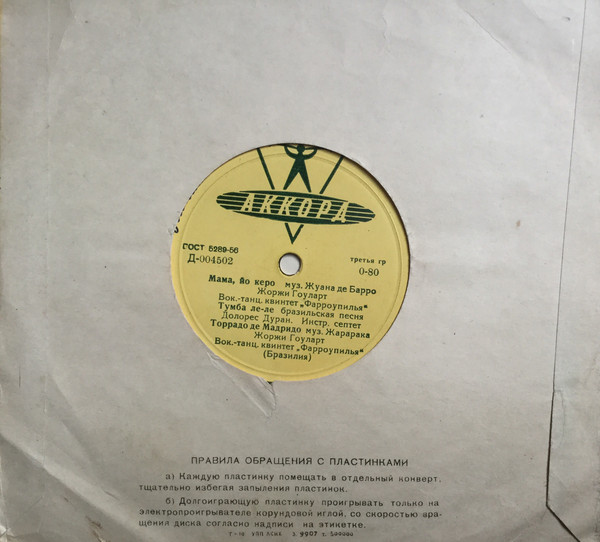 АККОРД
ГОСТ 5289-56
Д-004502
третья гр
0-80
Мама, йо керо муз. Жуана де Барро
Жоржи Гоуларт
Вок.-танц. квинтет „Фарроупилья"
Тумба ле-ле бразильская песня
Долорес Дуран. Инстр. септет
Торрадо де Мадридо муз. Жарарака
Жоржи Гоуларт
Вок.-танц. квинтет „Фарроупилья"
(Бразилия)
ПРАВИЛА ОБРАЩЕНИЯ С ПЛАСТИНКАМИ
а) Каждую пластинку помещать в отдельный конверт,
тщательно избегая запыления пластинок.
б) Долгоиграющую пластинку проигрывать только на
электропроигрывателе корундовой иглой, со скоростью вра-
щения диска согласно надписи на этикетке.
з. 9907 т. 500000